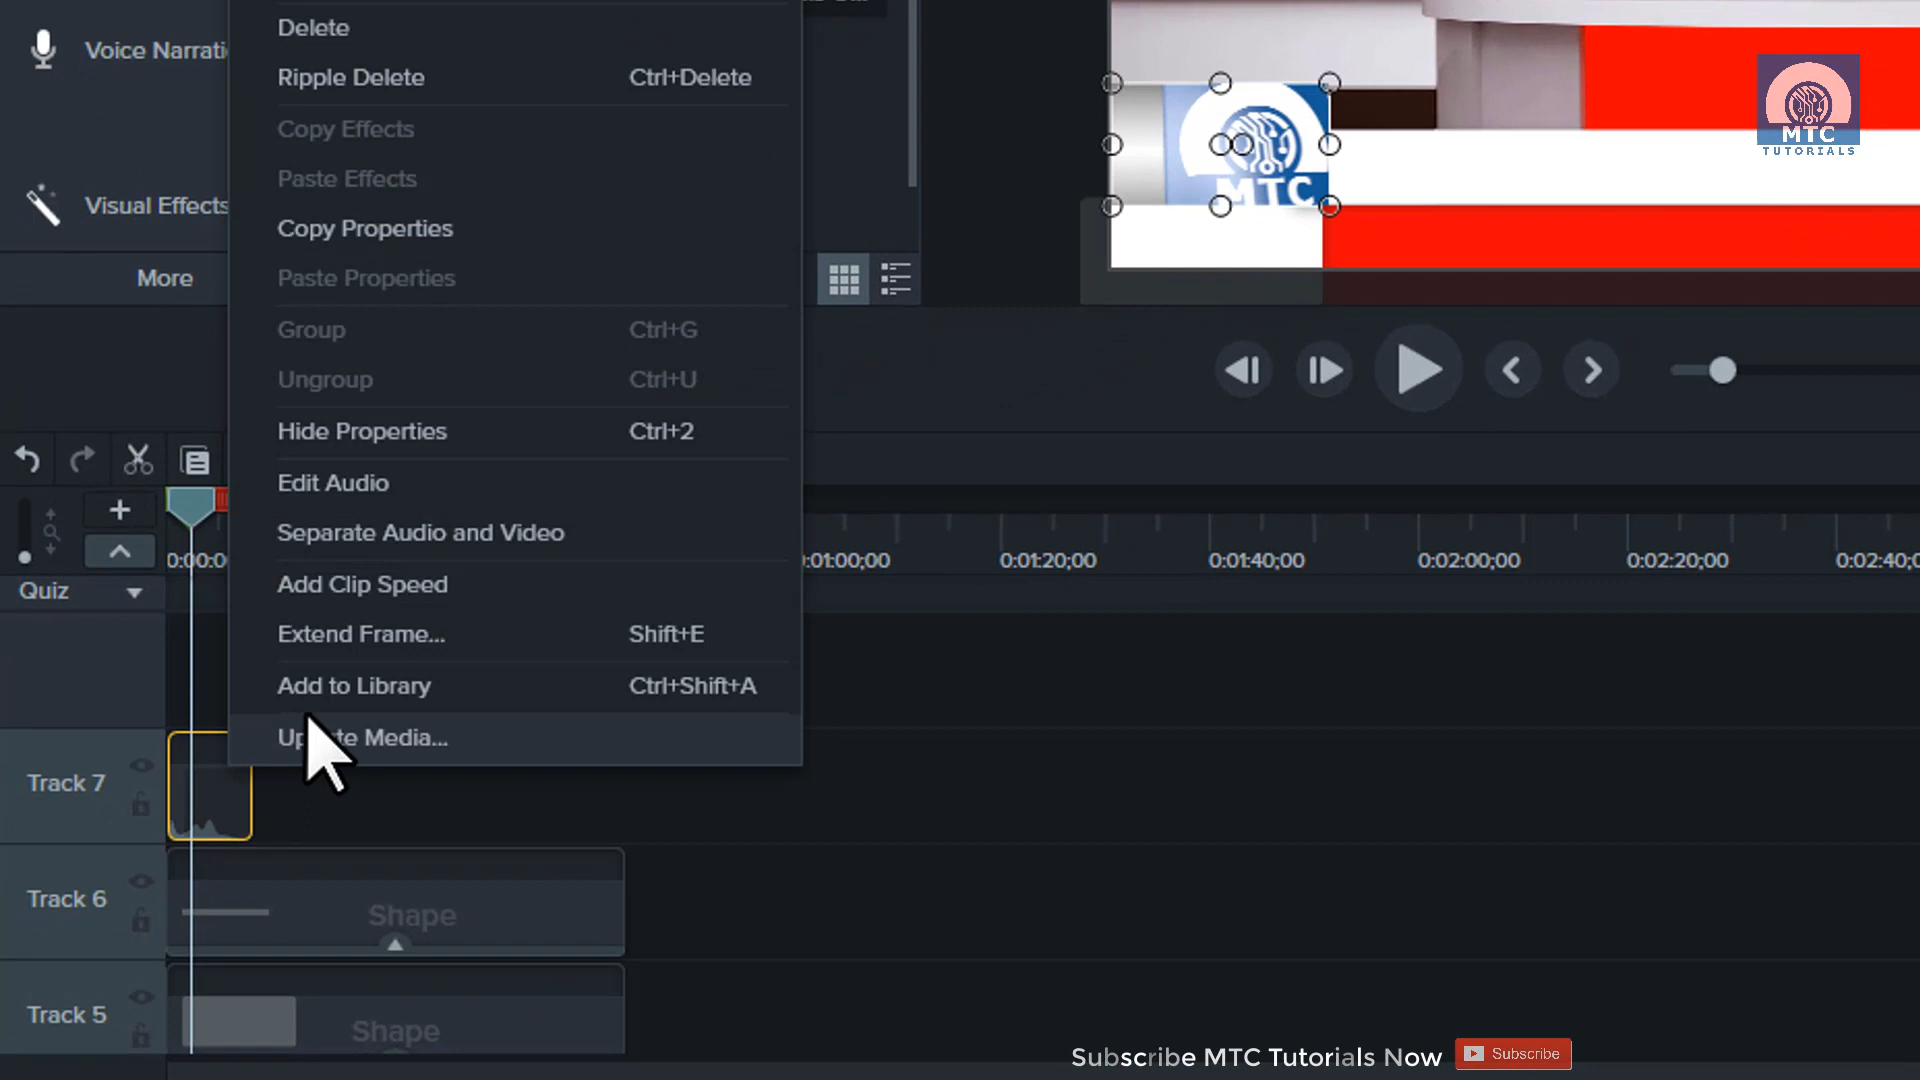 Delete
Voice Narrati
Ripple Delete Ctrl+Delete
Copy Effects
Paste Effects
Visual Effects
Copy Properties
More
Paste Properties
Group Ctrl+G
Ungroup Ctrl+U
Hide Properties Ctrl+2
Edit Audio
Separate Audio and Video
0:00:0 :01:00;00 0:01:20;00 0:01:40;00 0:02:00;00 0:02:20;00 0:02:40;0
Quiz
Add Clip Speed
Extend Frame... Shift+E
Add to Library Ctrl+Shift+A
Media...
Track 7
Track 6
Shape
Track 5
Shape
MTC
MTC
TUTORIALS
Subscribe MTC Tutorials Now Subscribe